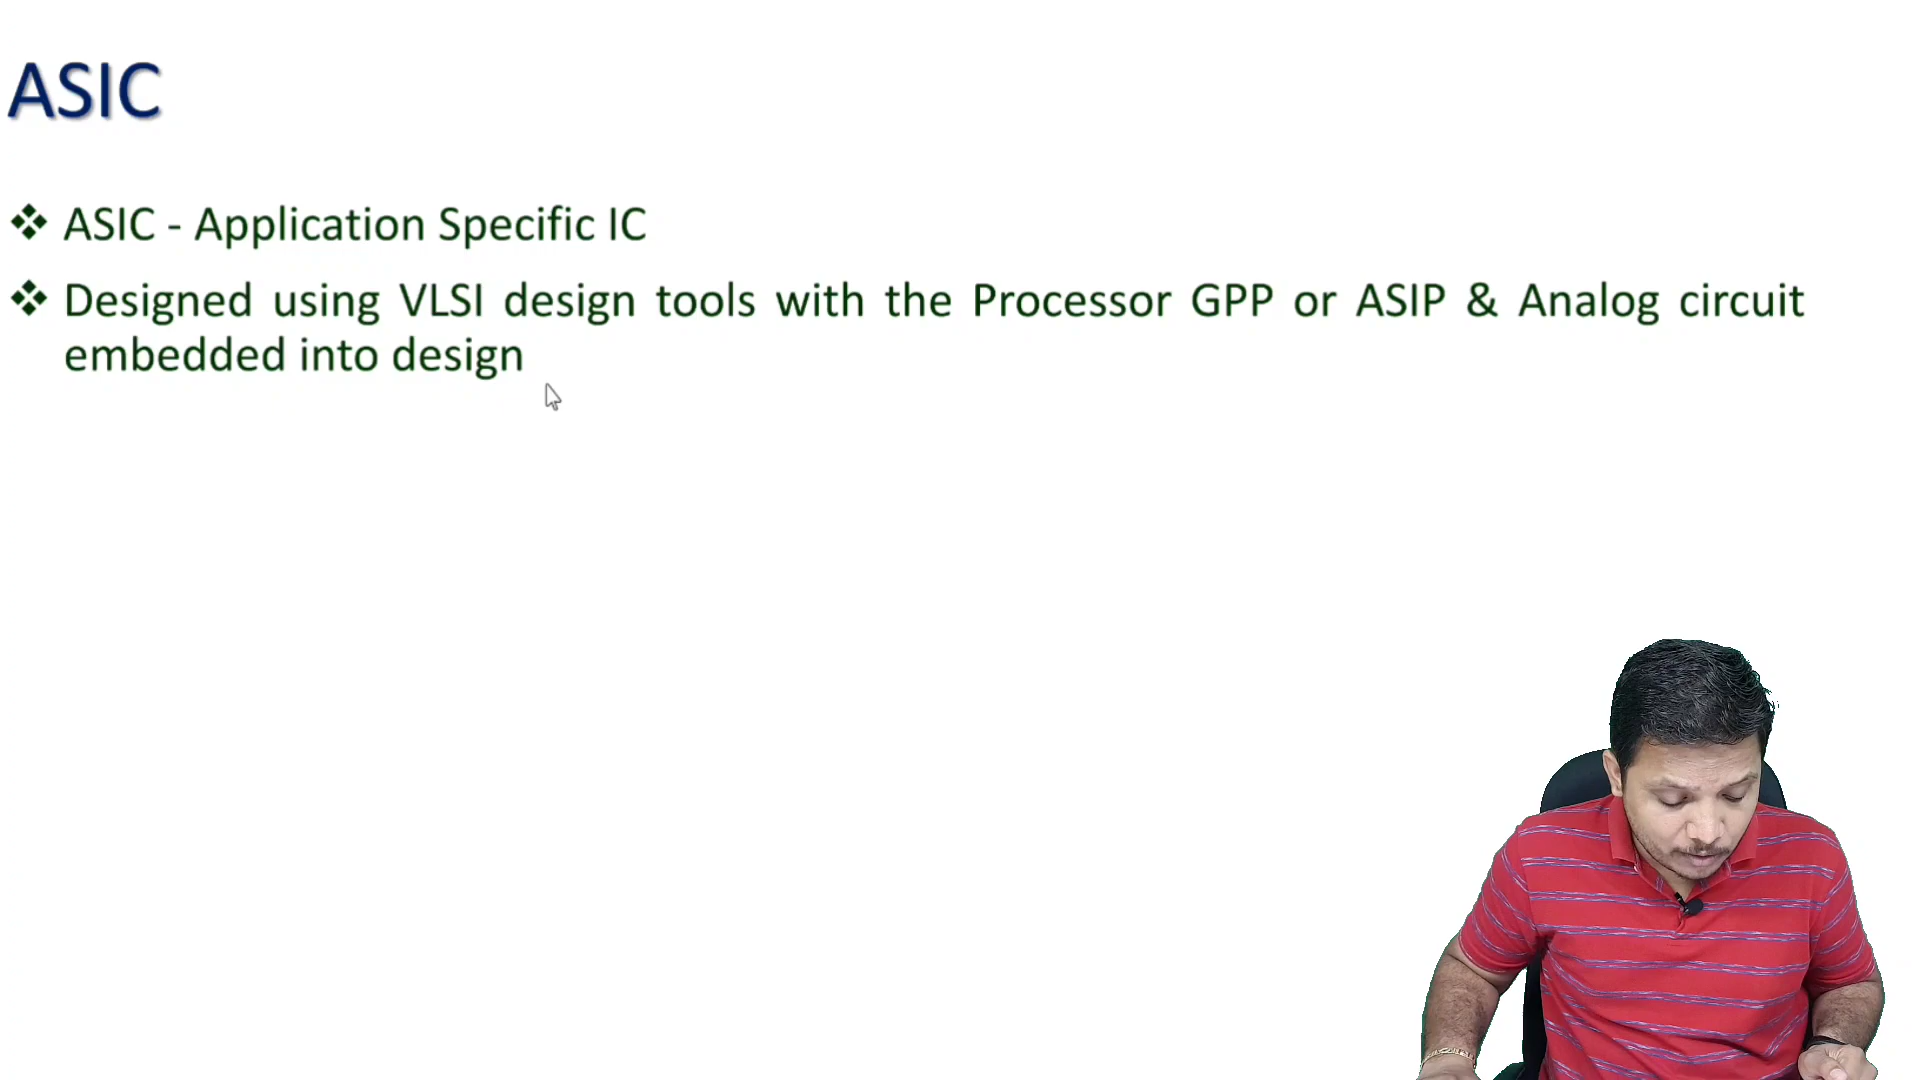 ASIC
❖ ASIC - Application Specific IC
❖ Designed using VLSI design tools with the Processor GPP or ASIP & Analog circuit
embedded into design